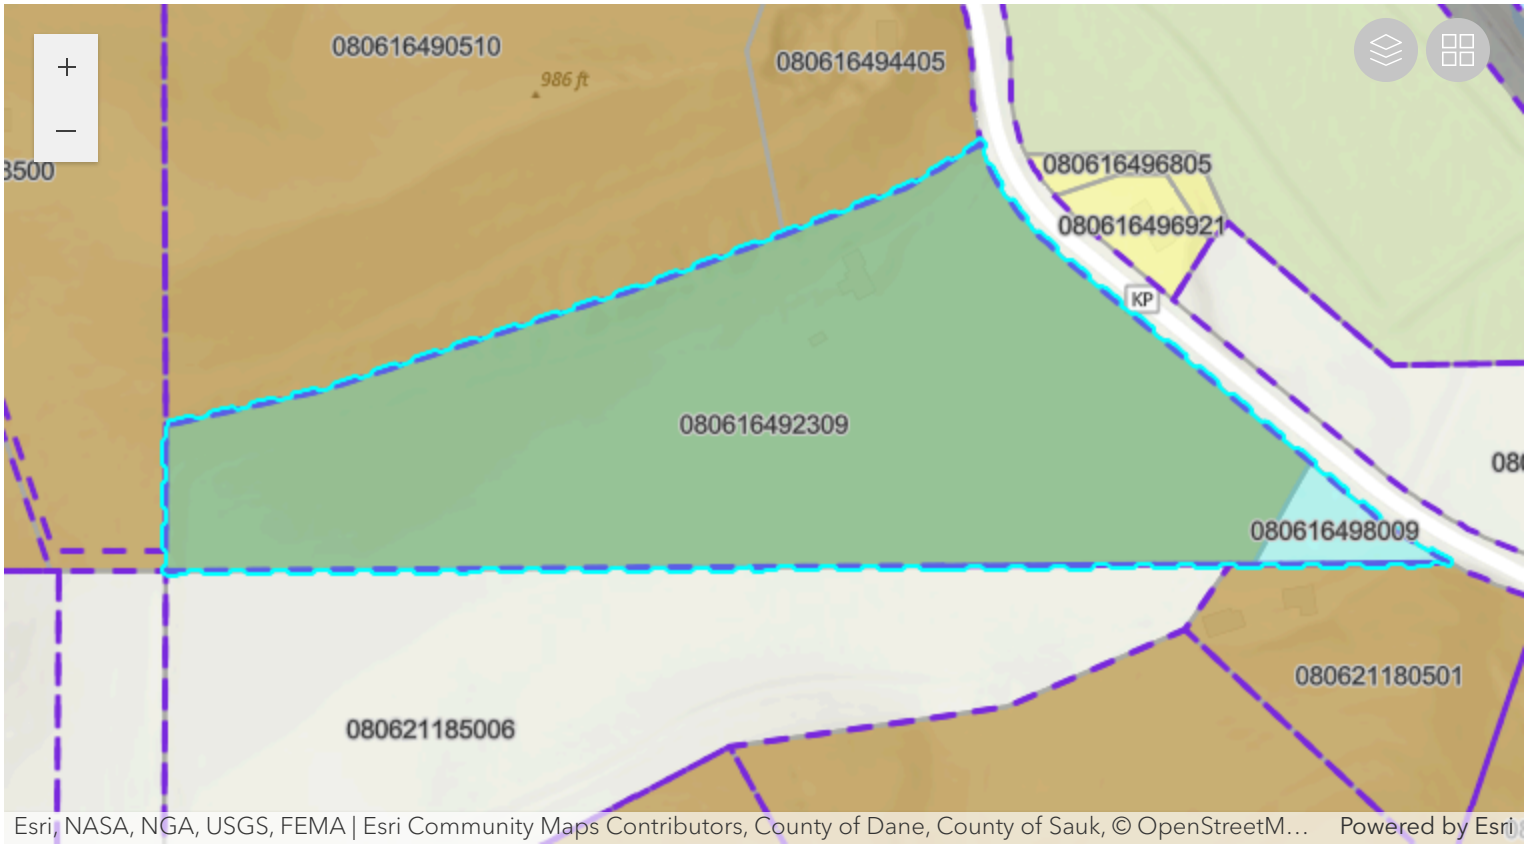 080616490510
080616494405
986 ft
3500
080616496805
080616496921
KP
080616492309
080
080616498009
080621180501
080621185006
Esri, NASA, NGA, USGS, FEMA | Esri Community Maps Contributors, County of Dane, County of Sauk, © OpenStreetM...
Powered by Esri